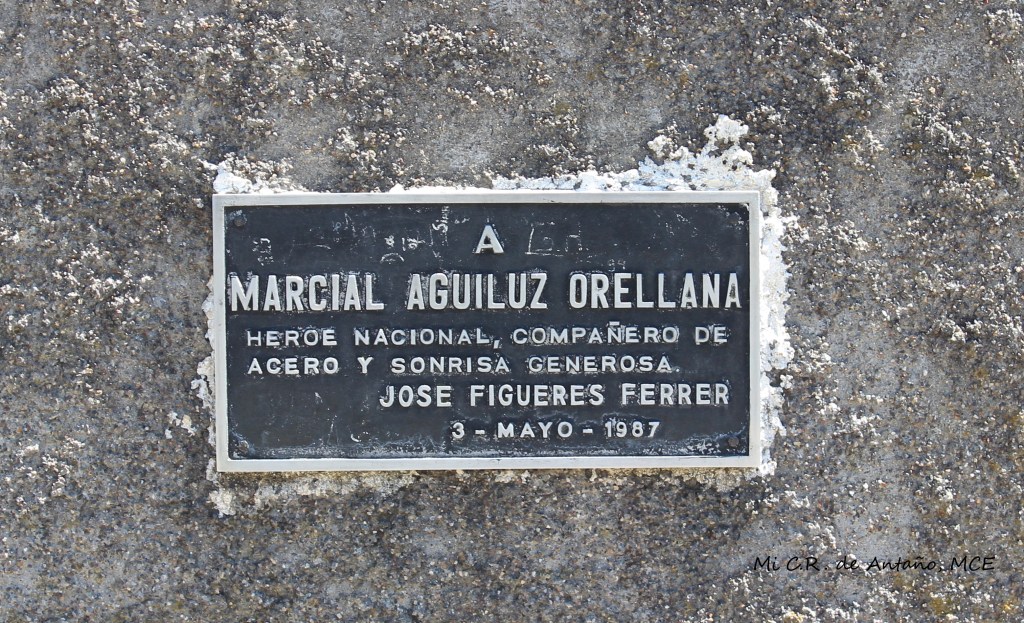 A
MARCIAL AGUILUZ ORELLANA
HEROE NACIONAL, COMPAÑERO DE
ACERO Y SONRISA GENEROSA.
JOSE FIGUERES FERRER
3 - MAYO - 1987
Mi C.R. de Antaño. MCE